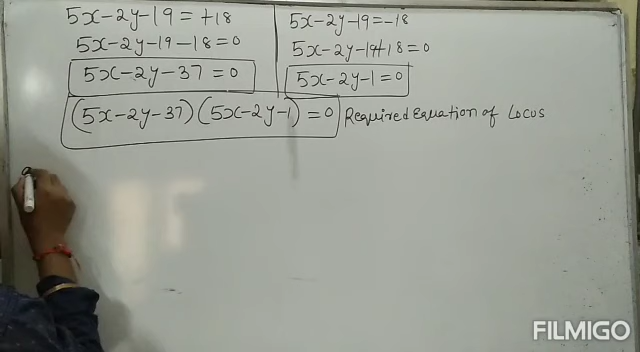 5x-2y-19=+18
5x-2y-19-18=0
5x-2y-37=0
5x-2y-19=-18
5x-2y-19+18=0
5x-2y-1=0
(5x-2y-37)(5x-2y-1)=0 Required Equation of Locus
FILMIGO